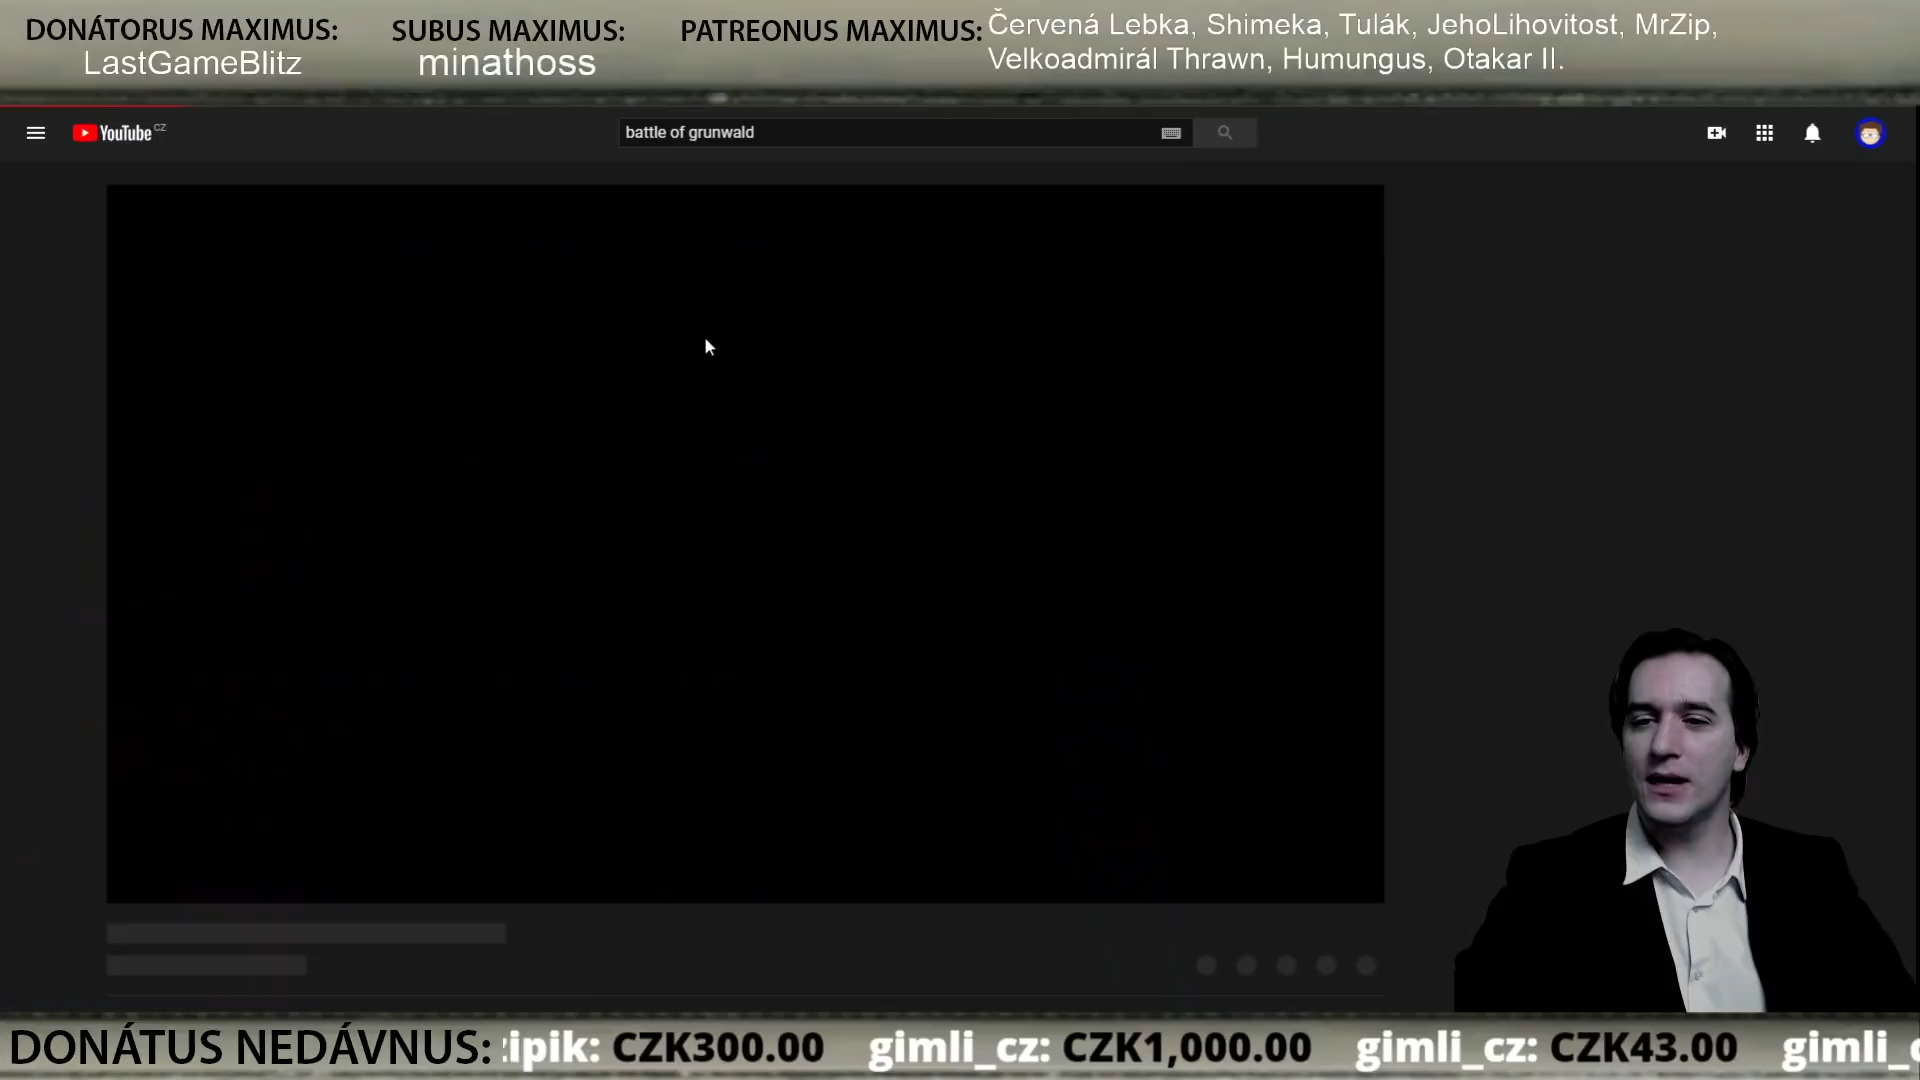 DONÁTORUS MAXIMUS:
LastGameBlitz
SUBUS MAXIMUS:
minathoss
PATREONUS MAXIMUS:
Červená Lebka, Shimeka, Tulák, JehoLihovitost, MrZip,
Velkoadmirál Thrawn, Humungus, Otakar II.
YouTube CZ
battle of grunwald
DONÁTUS NEDÁVNUS: ipik: CZK300.00 gimli_cz: CZK1,000.00 gimli_cz: CZK43.00 gimli_c